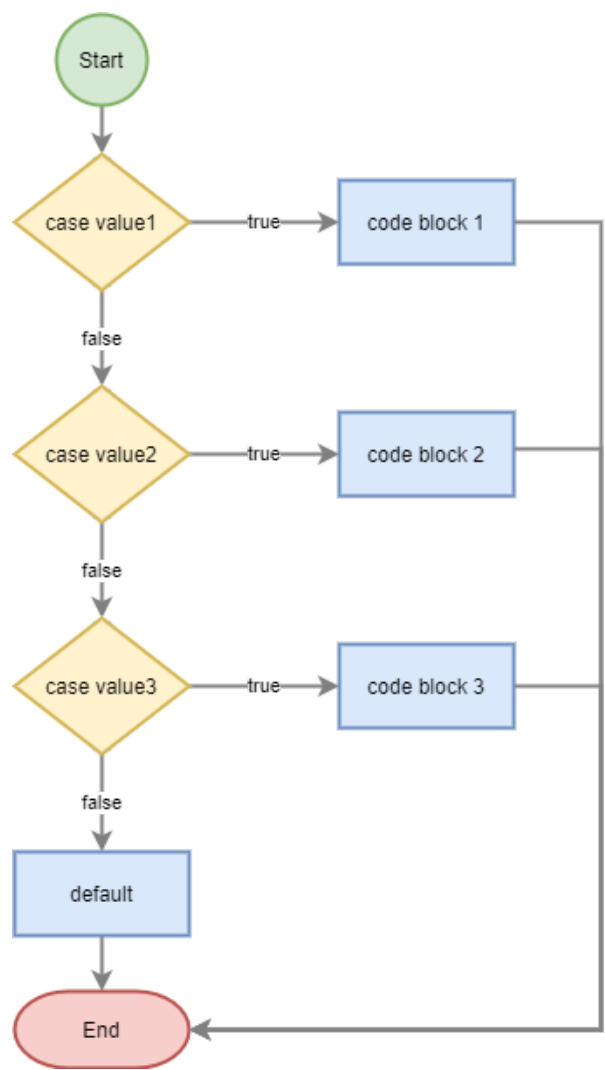 Start
case value1
true
code block 1
false
case value2
true
code block 2
false
case value3
true
code block 3
false
default
End